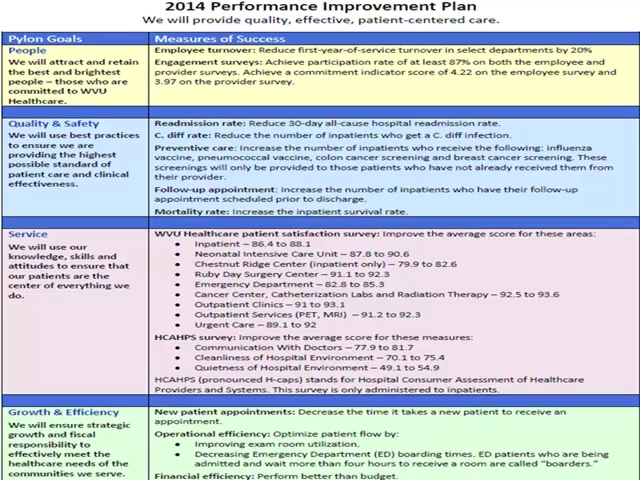 2014 Performance Improvement Plan
We will provide quality, effective, patient-centered care.
Pylon Goals
Measures of Success
People
We will attract and retain
the best and brightest
people – those who are
committed to WVU
Healthcare.
Employee turnover: Reduce first-year-of-service turnover in select departments by 20%
Engagement surveys: Achieve participation rate of at least 87% on both the employee and
provider surveys. Achieve a commitment indicator score of 4.22 on the employee survey and
3.97 on the provider survey.
Quality & Safety
We will use best practices
to ensure we are
providing the highest
possible standard of
patient care and clinical
effectiveness.
Readmission rate: Reduce 30-day all-cause hospital readmission rate.
C. diff rate: Reduce the number of inpatients who get a C. diff infection.
Preventive care: Increase the number of inpatients who receive the following: influenza
vaccine, pneumococcal vaccine, colon cancer screening and breast cancer screening. These
screenings will only be provided to those patients who have not already received them from
their provider.
Follow-up appointment: Increase the number of inpatients who have their follow-up
appointment scheduled prior to discharge.
Mortality rate: Increase the inpatient survival rate.
Service
We will use our
knowledge, skills and
attitudes to ensure that
our patients are the
center of everything we
do.
WVU Healthcare patient satisfaction survey: Improve the average score for these areas:
• Inpatient – 86.4 to 88.1
• Neonatal Intensive Care Unit – 87.8 to 90.6
• Chestnut Ridge Center (inpatient only) – 79.9 to 82.6
• Ruby Day Surgery Center – 91.1 to 92.3
• Emergency Department – 82.8 to 85.3
• Cancer Center, Catheterization Labs and Radiation Therapy – 92.5 to 93.6
• Outpatient Clinics – 91 to 93.1
• Outpatient Services (PET, MRI) – 91.2 to 92.3
• Urgent Care – 89.1 to 92
HCAHPS survey: Improve the average score for these measures:
• Communication With Doctors – 77.9 to 81.7
• Cleanliness of Hospital Environment – 70.1 to 75.4
• Quietness of Hospital Environment – 49.1 to 54.9
HCAHPS (pronounced H-caps) stands for Hospital Consumer Assessment of Healthcare
Providers and Systems. This survey is only administered to inpatients.
Growth & Efficiency
We will ensure strategic
growth and fiscal
responsibility to
effectively meet the
healthcare needs of the
communities we serve.
New patient appointments: Decrease the time it takes a new patient to receive an
appointment.
Operational efficiency: Optimize patient flow by:
• Improving exam room utilization.
• Decreasing Emergency Department (ED) boarding times. ED patients who are being
admitted and wait more than four hours to receive a room are called “boarders.”
Financial efficiency: Perform better than budget.